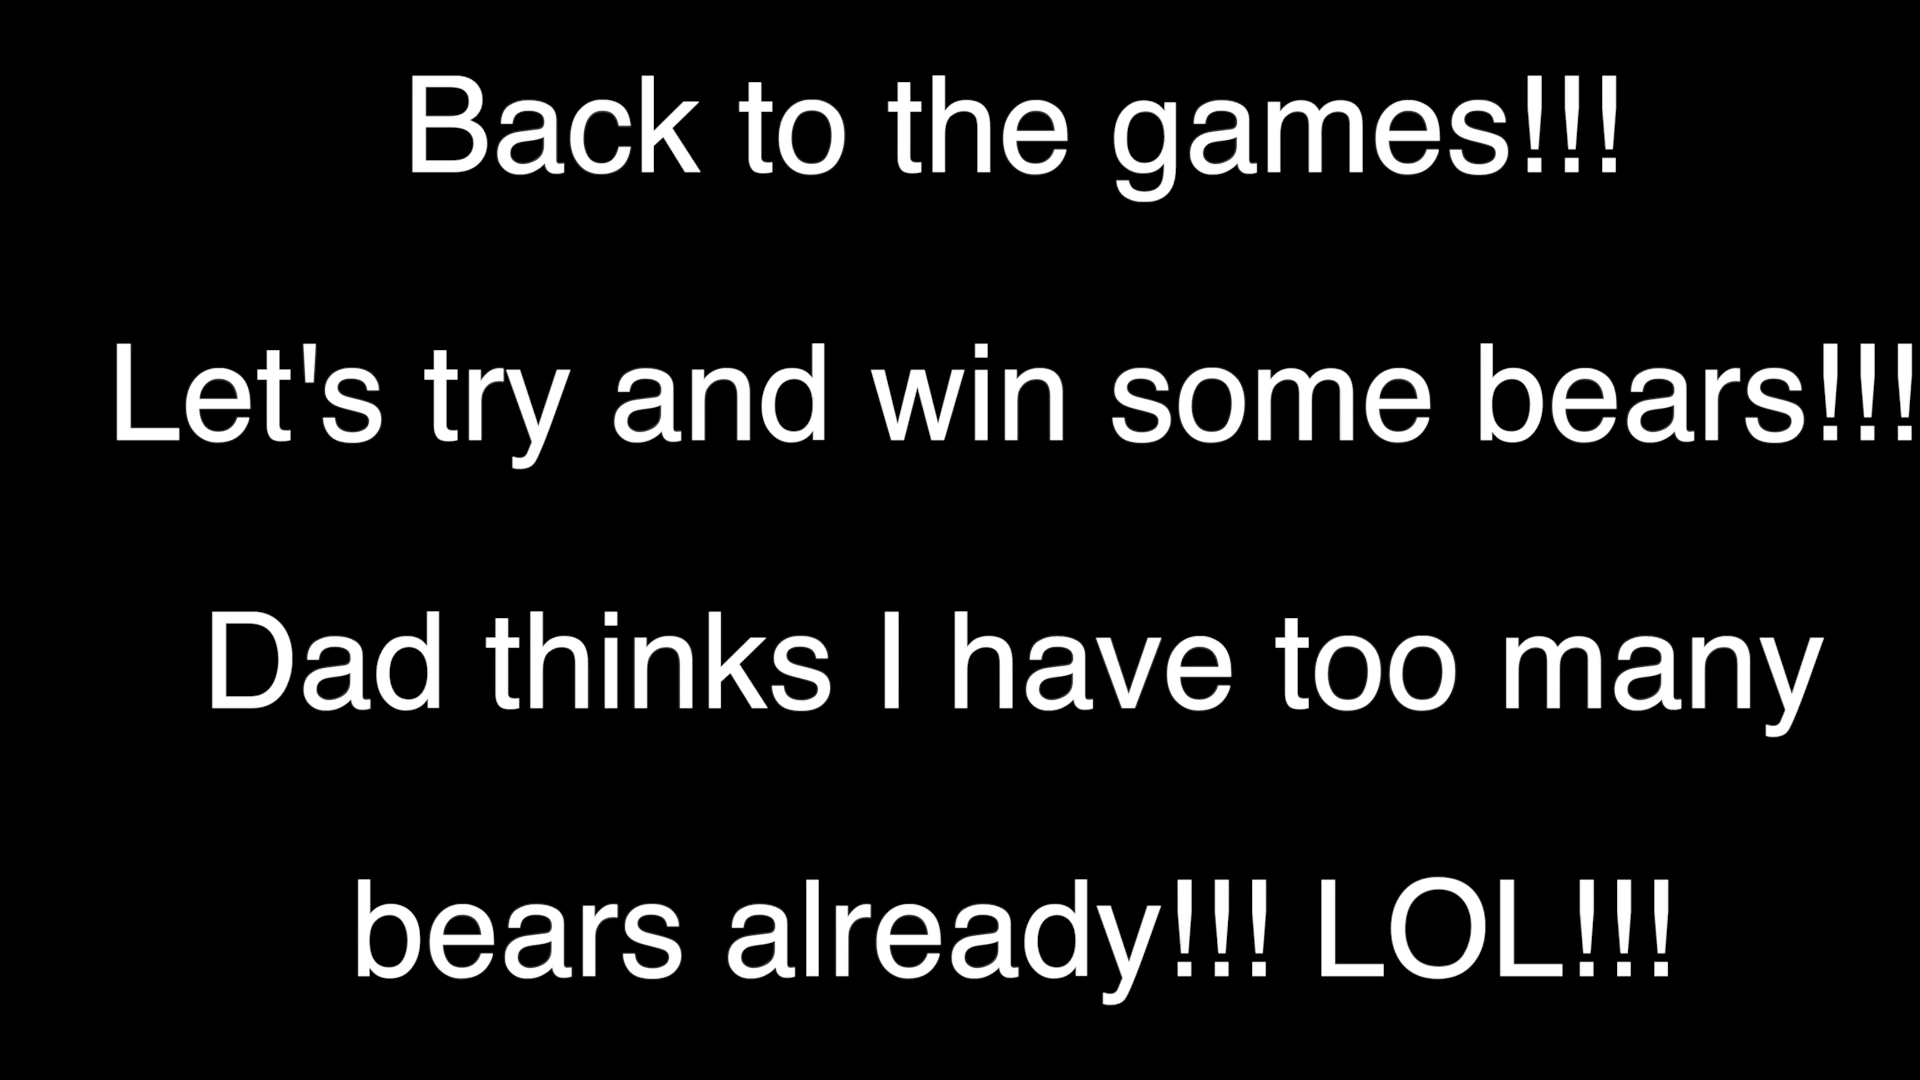 Back to the games!!!
Let's try and win some bears!!!
Dad thinks I have too many
bears already!!! LOL!!!